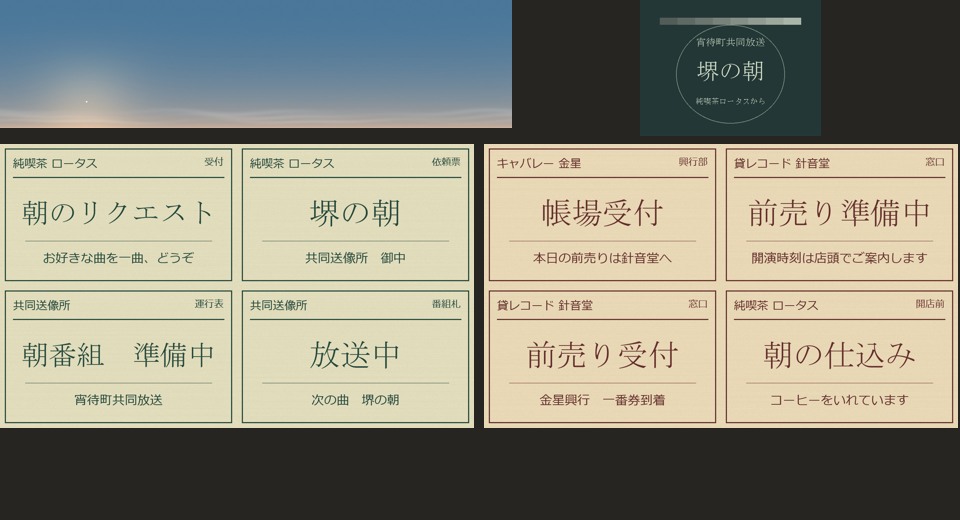 宵待町共同放送
堺の朝
純喫茶ロータスから
純喫茶 ロータス
受付
朝のリクエスト
お好きな曲を一曲、どうぞ
純喫茶 ロータス
依頼票
堺の朝
共同送像所　御中
キャバレー 金星
興行部
帳場受付
本日の前売りは針音堂へ
貸レコード 針音堂
窓口
前売り準備中
開演時刻は店頭でご案内します
共同送像所
運行表
朝番組　準備中
宵待町共同放送
共同送像所
番組札
放送中
次の曲　堺の朝
貸レコード 針音堂
窓口
前売り受付
金星興行　一番券到着
純喫茶 ロータス
開店前
朝の仕込み
コーヒーをいれています